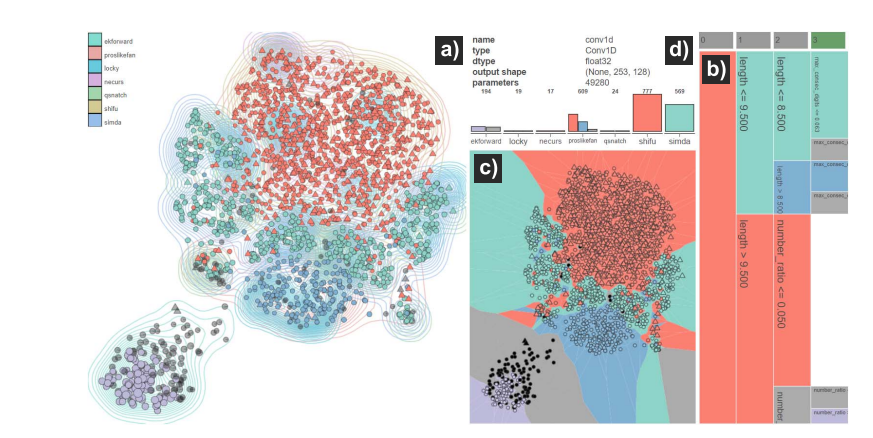 ekforward
proslikefan
locky
necurs
qsnatch
shifu
simda
a)
name conv1d
type Conv1D
dtype float32
output shape (None, 253, 128)
parameters 49280
194 19 17 609 24 777 569
ekforward locky necurs proslikefan qsnatch shifu simda
c)
d)
b)
0 1 2 3
length <= 9.500
length <= 8.500
max_consec_
max_consec_
length > 8.500
max_consec_
length > 9.500
number_ratio <= 0.050
number_
number_ratio
number_ratio